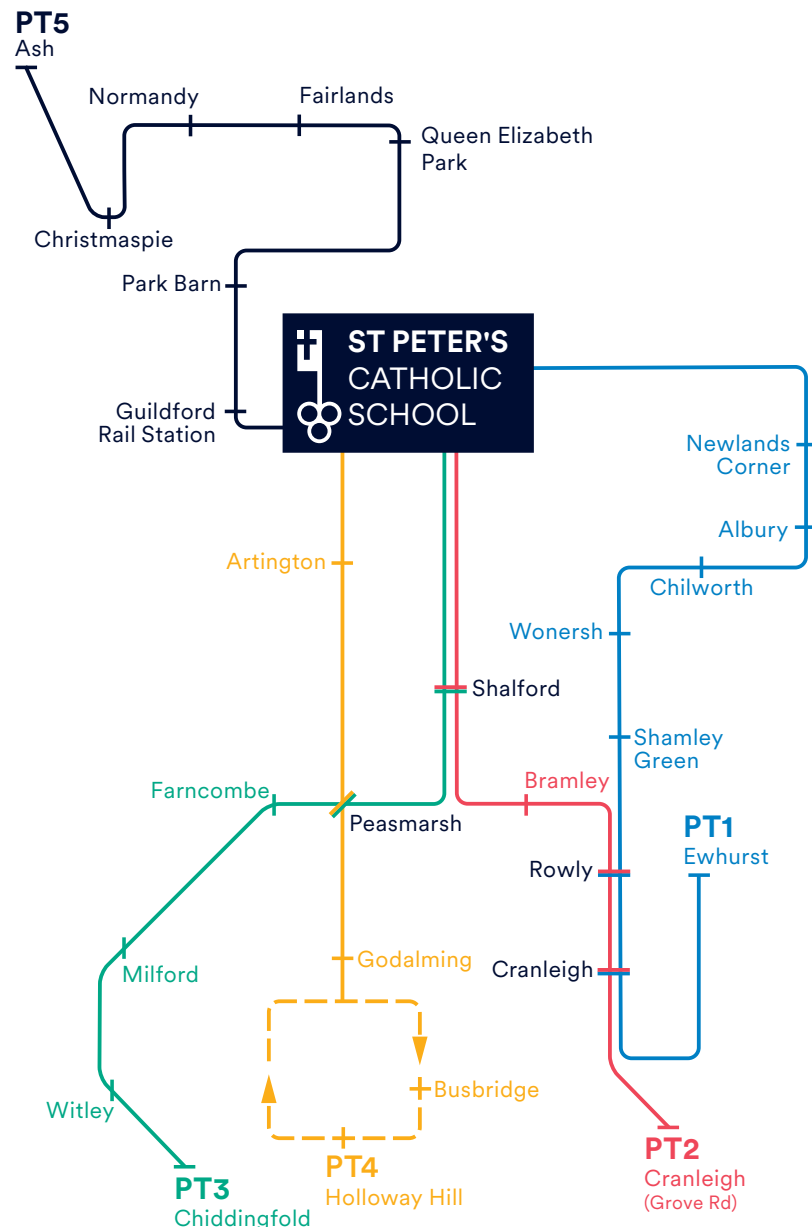 PT5
Ash
Normandy
Fairlands
Queen Elizabeth
Park
Christmaspie
Park Barn
ST PETER'S
CATHOLIC
SCHOOL
Guildford
Rail Station
Newlands
Corner
Albury
Artington
Chilworth
Wonersh
Shalford
Shamley
Green
Farncombe
Bramley
Peasmarsh
PT1
Ewhurst
Rowly
Godalming
Cranleigh
Milford
Busbridge
Witley
PT2
Cranleigh
(Grove Rd)
PT4
Holloway Hill
PT3
Chiddingfold